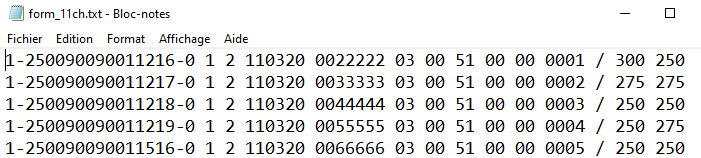 form_11ch.txt - Bloc-notes
Fichier Edition Format Affichage Aide
1-250090090011216-0 1 2 110320 0022222 03 00 51 00 00 0001 / 300 250
1-250090090011217-0 1 2 110320 0033333 03 00 51 00 00 0002 / 275 275
1-250090090011218-0 1 2 110320 0044444 03 00 51 00 00 0003 / 250 250
1-250090090011219-0 1 2 110320 0055555 03 00 51 00 00 0004 / 250 275
1-250090090011516-0 1 2 110320 0066666 03 00 51 00 00 0005 / 250 250